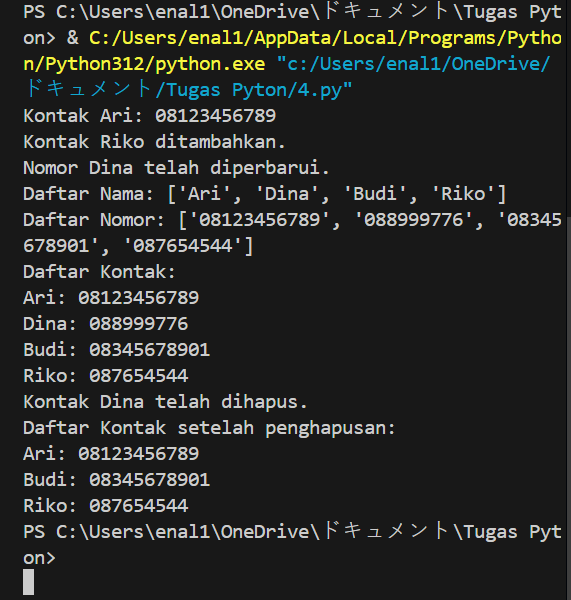 PS C:\Users\enal1\OneDrive\ドキュメント\Tugas Pyt
on> & C:/Users/enal1/AppData/Local/Programs/Pytho
n/Python312/python.exe "c:/Users/enal1/OneDrive/
ドキュメント/Tugas Pyton/4.py"
Kontak Ari: 08123456789
Kontak Riko ditambahkan.
Nomor Dina telah diperbarui.
Daftar Nama: ['Ari', 'Dina', 'Budi', 'Riko']
Daftar Nomor: ['08123456789', '088999776', '08345
678901', '087654544']
Daftar Kontak:
Ari: 08123456789
Dina: 088999776
Budi: 08345678901
Riko: 087654544
Kontak Dina telah dihapus.
Daftar Kontak setelah penghapusan:
Ari: 08123456789
Budi: 08345678901
Riko: 087654544
PS C:\Users\enal1\OneDrive\ドキュメント\Tugas Pyt
on>